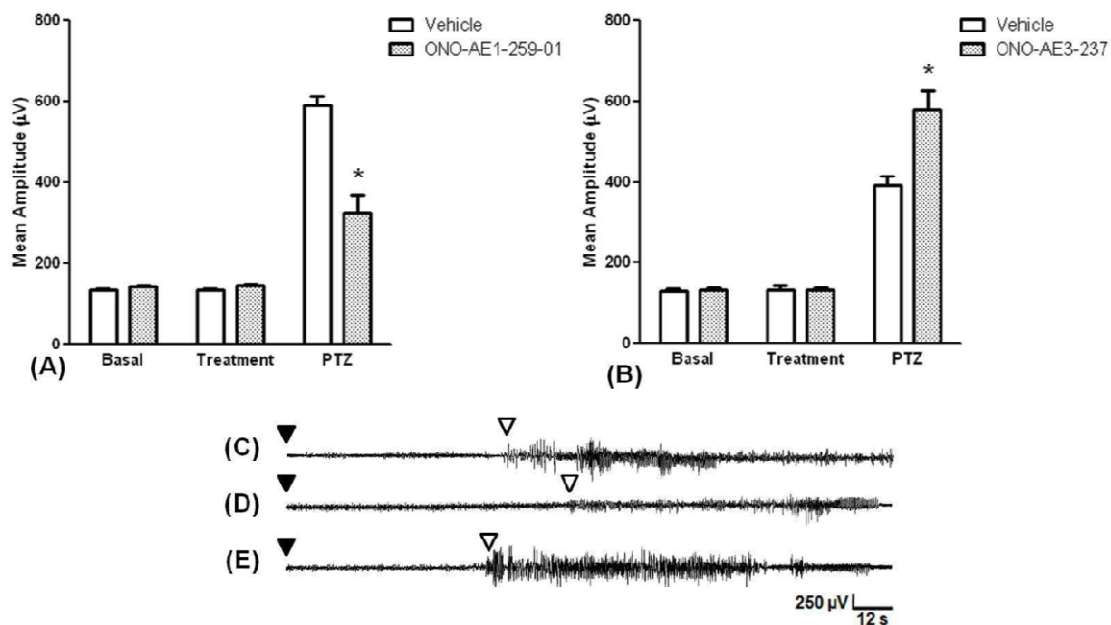 800
600
400
200
0
Mean Amplitude (µV)
Vehicle
ONO-AE1-259-01
*
Basal Treatment PTZ
(A)
800
600
400
200
0
Mean Amplitude (µV)
Vehicle
ONO-AE3-237
*
Basal Treatment PTZ
(B)
(C)
(D)
(E)
250 µV
12 s